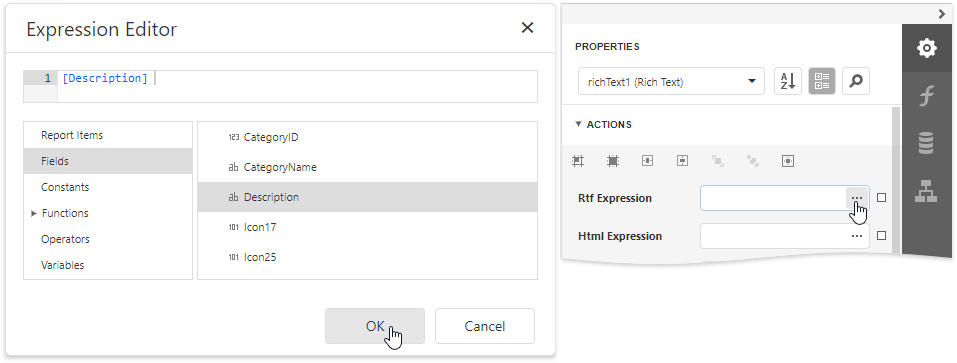 Expression Editor
1 [Description]
Report Items
Fields
Constants
Functions
Operators
Variables
123 CategoryID
ab CategoryName
ab Description
101 Icon17
101 Icon25
OK
Cancel
PROPERTIES
richText1 (Rich Text)
A
Z
ACTIONS
Rtf Expression
...
Html Expression
...